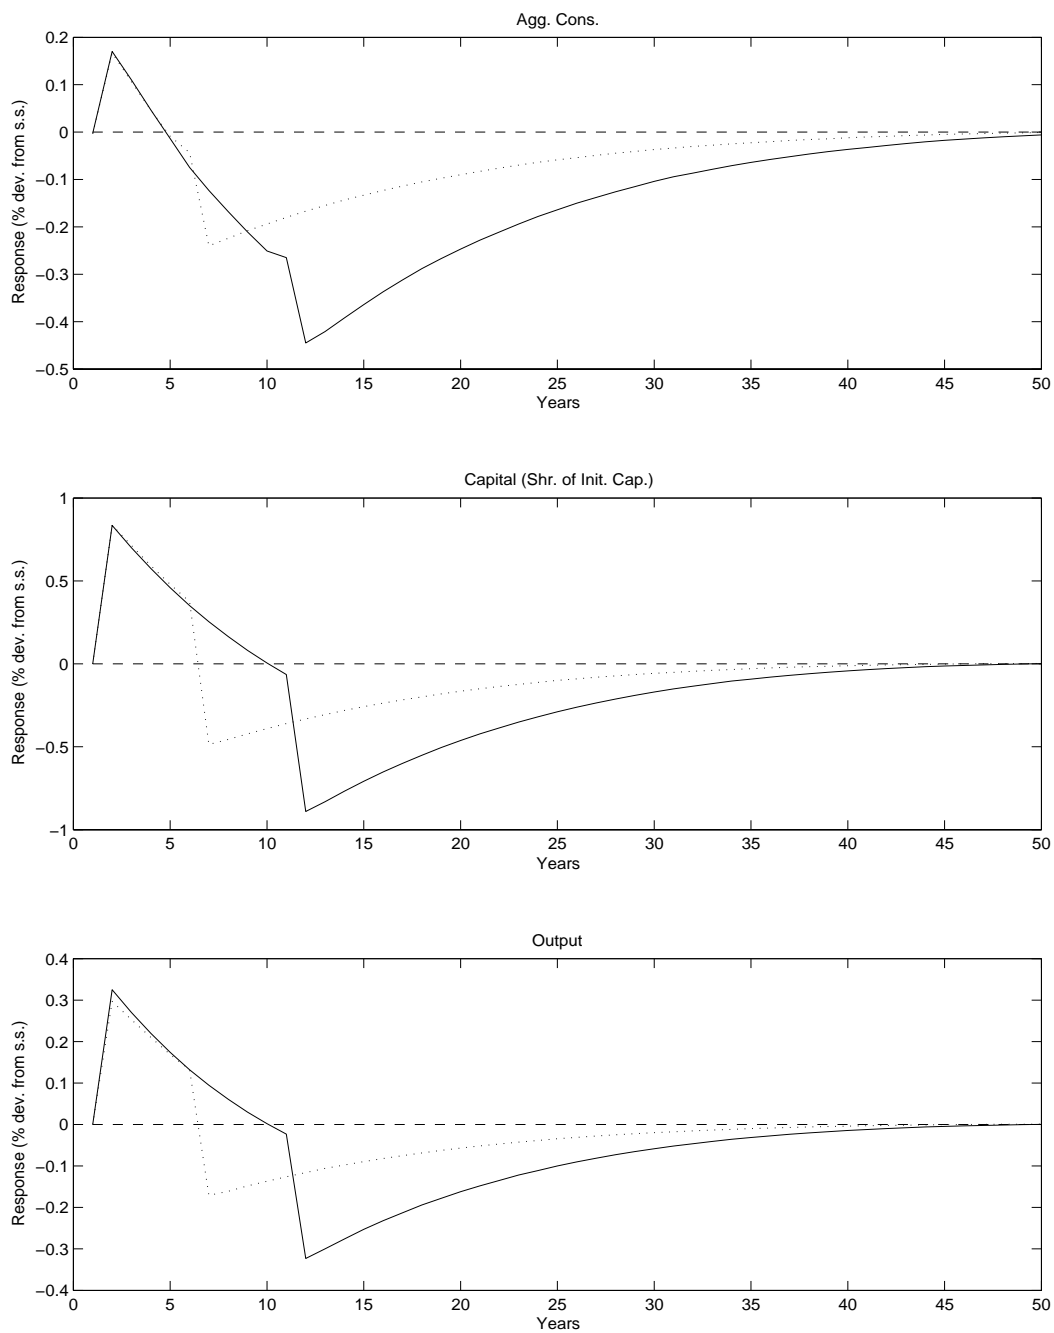 Agg. Cons.
0.2
0.1
0
−0.1
−0.2
−0.3
−0.4
−0.5
Response (% dev. from s.s.)
0 5 10 15 20 25 30 35 40 45 50
Years
Capital (Shr. of Init. Cap.)
1
0.5
0
−0.5
−1
Response (% dev. from s.s.)
0 5 10 15 20 25 30 35 40 45 50
Years
Output
0.4
0.3
0.2
0.1
0
−0.1
−0.2
−0.3
−0.4
Response (% dev. from s.s.)
0 5 10 15 20 25 30 35 40 45 50
Years